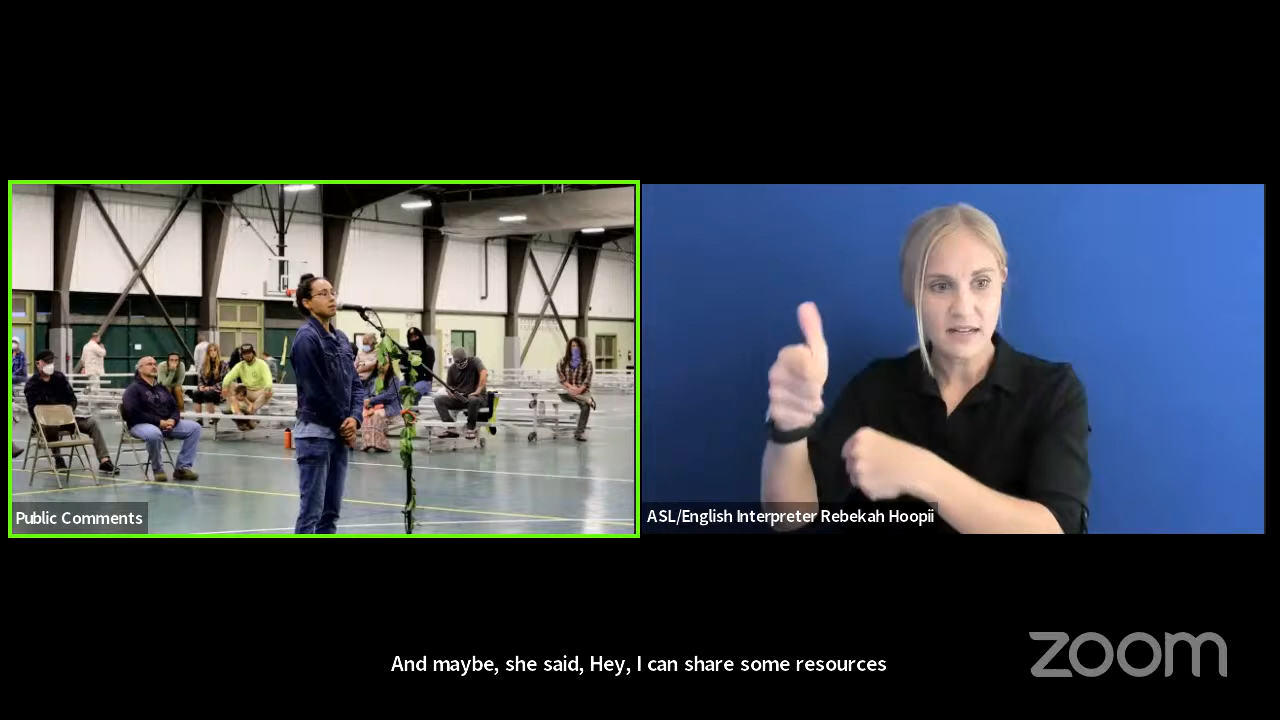 Public Comments
ASL/English Interpreter Rebekah Hoopii
And maybe, she said, Hey, I can share some resources
zoom